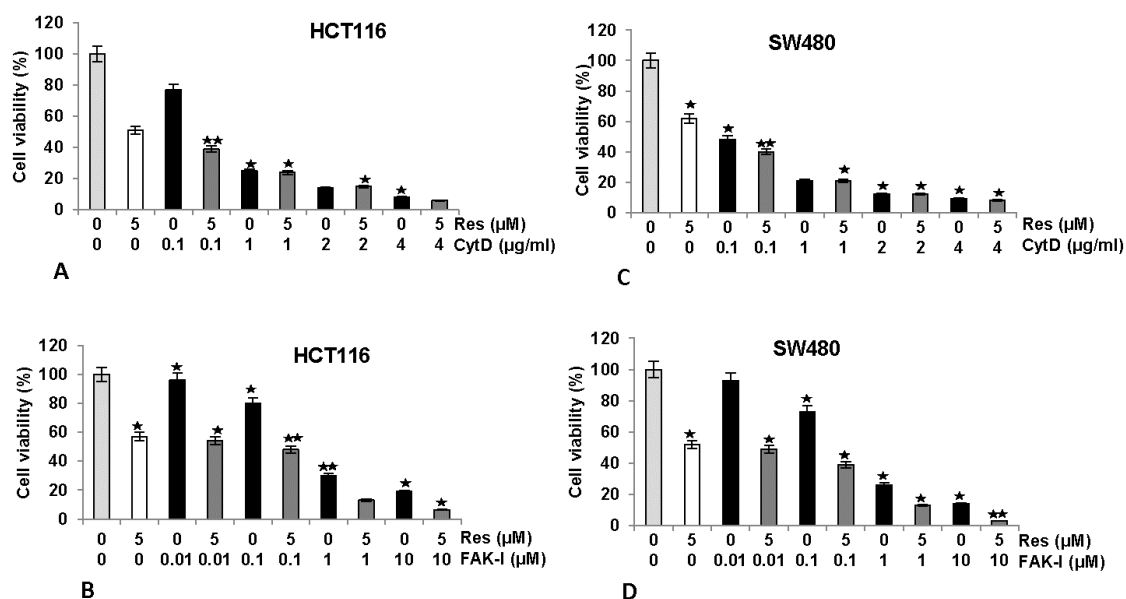 HCT116
Cell viability (%)
120
100
80
60
40
20
0
★★ ★ ★ ★ ★
0 5 0 5 0 5 0 5 0 5 Res (µM)
0 0 0.1 0.1 1 1 2 2 4 4 CytD (µg/ml)
A
SW480
Cell viability (%)
120
100
80
60
40
20
0
★ ★ ★★ ★ ★ ★ ★ ★
0 5 0 5 0 5 0 5 0 5 Res (µM)
0 0 0.1 0.1 1 1 2 2 4 4 CytD (µg/ml)
C
HCT116
Cell viability (%)
120
100
80
60
40
20
0
★ ★ ★ ★ ★★ ★★ ★ ★
0 5 0 5 0 5 0 5 0 5 Res (µM)
0 0 0.01 0.01 0.1 0.1 1 1 10 10 FAK-I (µM)
B
SW480
Cell viability (%)
120
100
80
60
40
20
0
★ ★ ★ ★ ★ ★ ★ ★★
0 5 0 5 0 5 0 5 0 5 Res (µM)
0 0 0.01 0.01 0.1 0.1 1 1 10 10 FAK-I (µM)
D